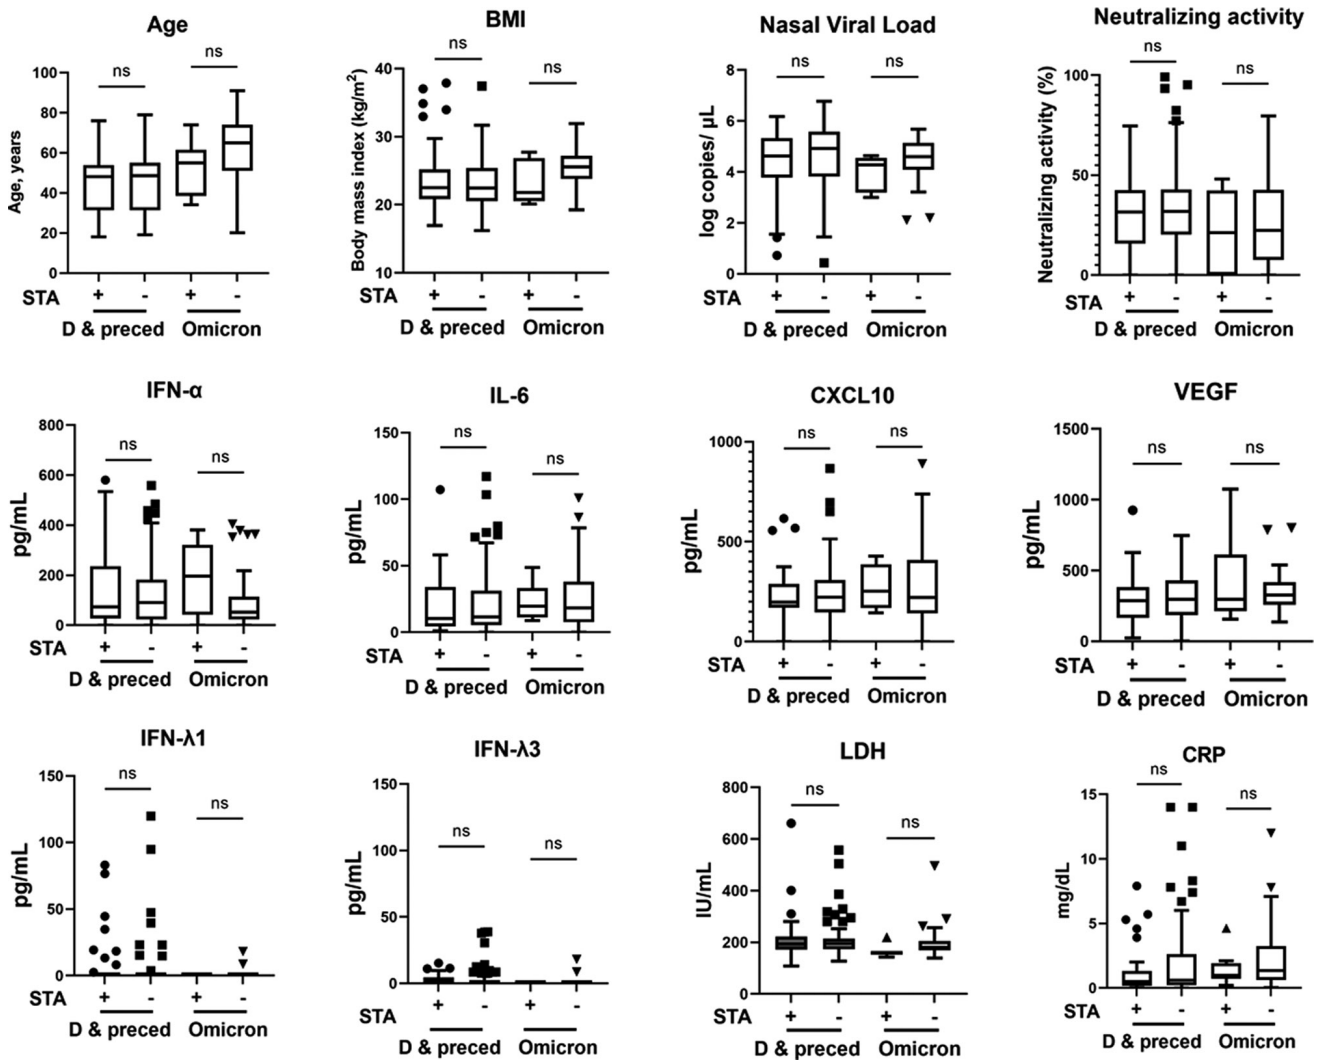 Age
ns
ns
Age, years
100
80
60
40
20
0
STA
+
-
+
-
D & preced
Omicron
BMI
ns
ns
Body mass index (kg/m²)
40
30
20
10
STA
+
-
+
-
D & preced
Omicron
Nasal Viral Load
ns
ns
log copies/ µL
8
6
4
2
0
STA
+
-
+
-
D & preced
Omicron
Neutralizing activity
ns
ns
Neutralizing activity (%)
100
50
0
STA
+
-
+
-
D & preced
Omicron
IFN-α
ns
ns
pg/mL
800
600
400
200
0
STA
+
-
+
-
D & preced
Omicron
IL-6
ns
ns
pg/mL
150
100
50
0
STA
+
-
+
-
D & preced
Omicron
CXCL10
ns
ns
pg/mL
1000
500
0
STA
+
-
+
-
D & preced
Omicron
VEGF
ns
ns
pg/mL
1500
1000
500
0
STA
+
-
+
-
D & preced
Omicron
IFN-λ1
ns
ns
pg/mL
150
100
50
0
STA
+
-
+
-
D & preced
Omicron
IFN-λ3
ns
ns
pg/mL
150
100
50
0
STA
+
-
+
-
D & preced
Omicron
LDH
ns
ns
IU/mL
800
600
400
200
0
STA
+
-
+
-
D & preced
Omicron
CRP
ns
ns
mg/dL
15
10
5
0
STA
+
-
+
-
D & preced
Omicron